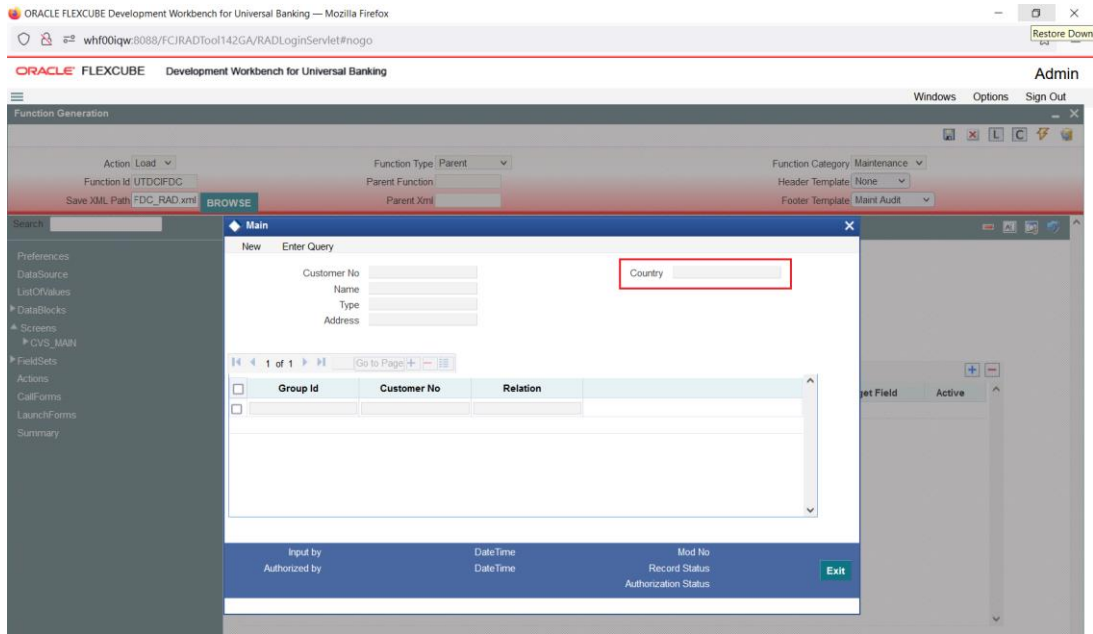 ORACLE FLEXCUBE Development Workbench for Universal Banking — Mozilla Firefox
Restore Down
whf00iqw:8088/FCJRADTool142GA/RADLoginServlet#nogo
ORACLE FLEXCUBE Development Workbench for Universal Banking Admin
Windows Options Sign Out
Function Generation
L C
Action Load Function Type Parent Function Category Maintenance
Function Id UTDCIFDC Parent Function Header Template None
Save XML Path FDC_RAD.xml BROWSE Parent Xml Footer Template Maint Audit
Search
Main
New Enter Query
Preferences
DataSource
ListOfValues
DataBlocks
Screens
CVS_MAIN
FieldSets
Actions
CallForms
LaunchForms
Summary
Customer No Country
Name
Type
Address
1 of 1 Go to Page
Group Id Customer No Relation
get Field Active
Input by DateTime Mod No
Authorized by DateTime Record Status
Authorization Status
Exit